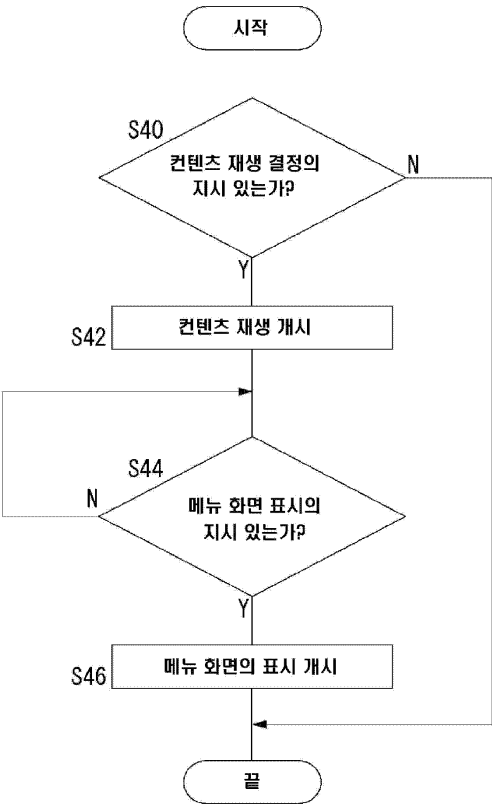 시작
S40
컨텐츠 재생 결정의
지시 있는가?
N
Y
컨텐츠 재생 개시
S42
S44
메뉴 화면 표시의
지시 있는가?
N
Y
메뉴 화면의 표시 개시
S46
끝